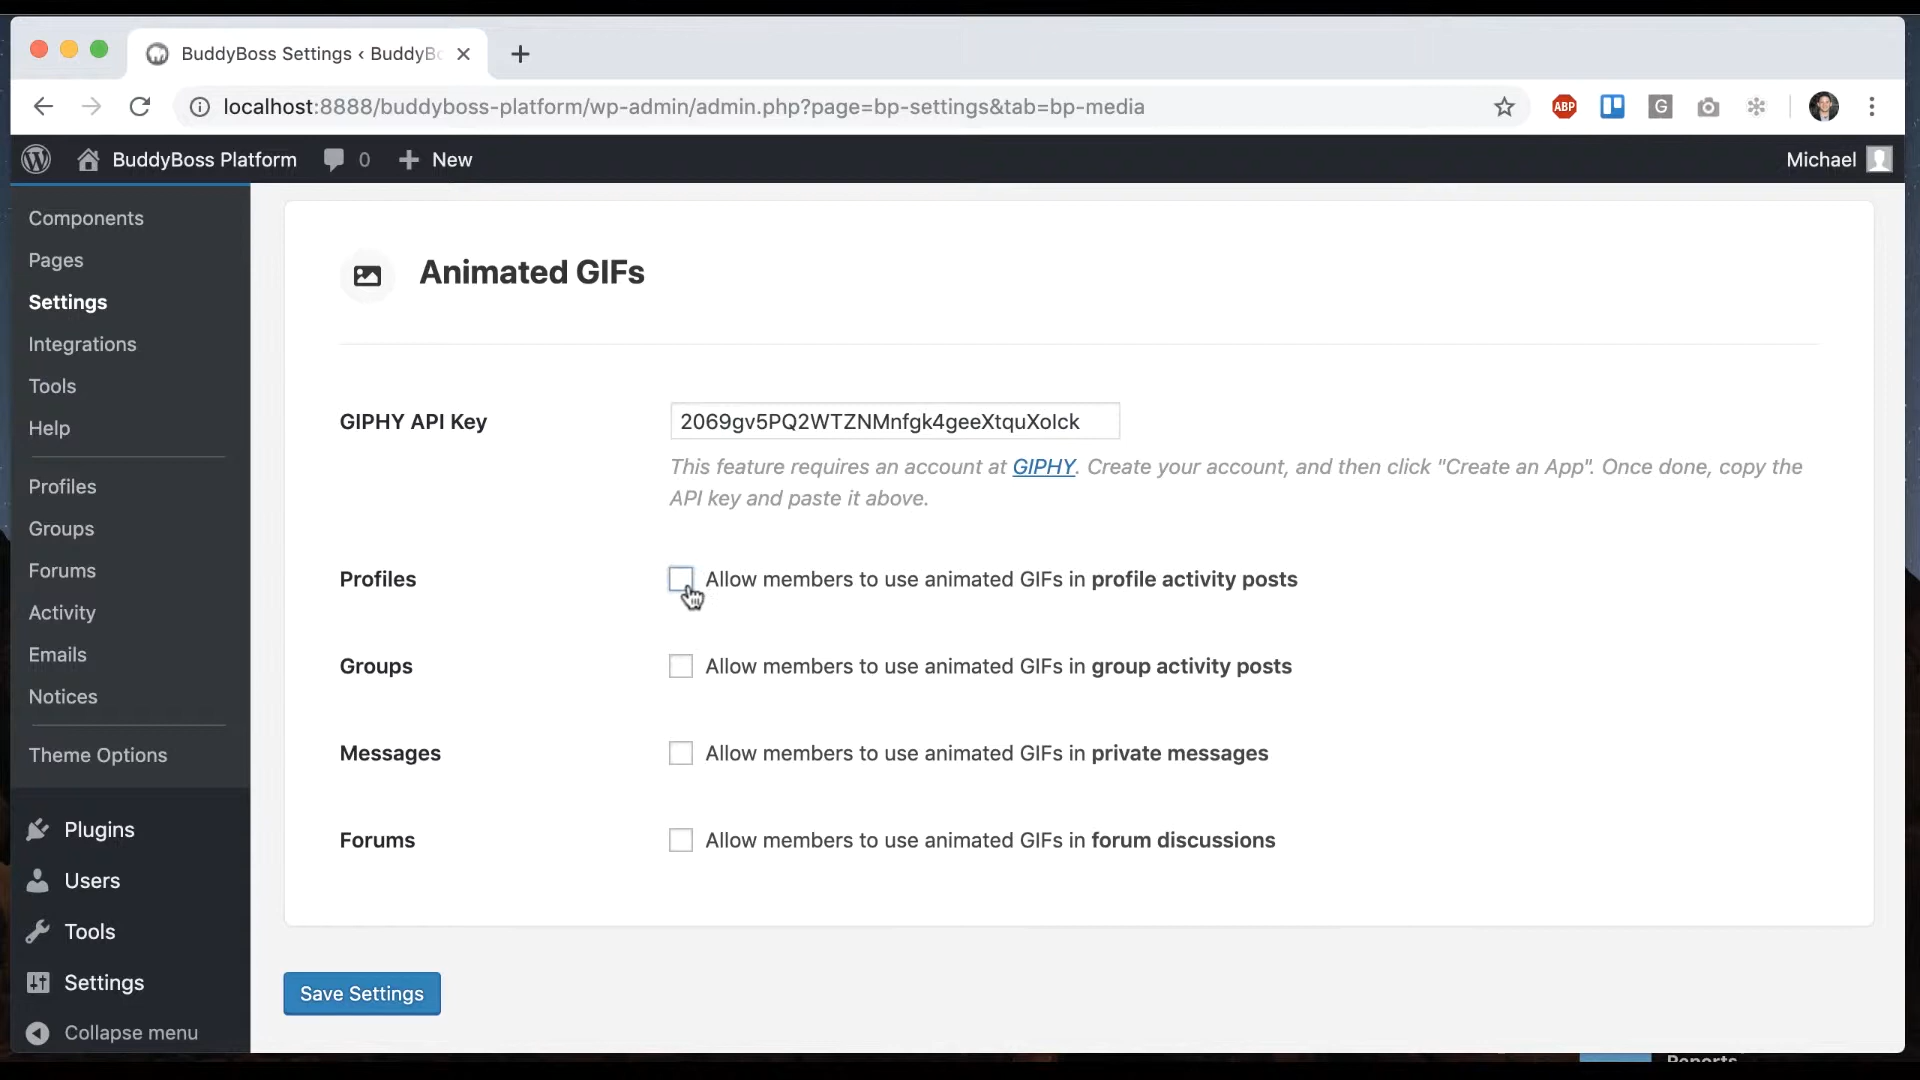 BuddyBoss Settings ‹ BuddyBo
localhost:8888/buddyboss-platform/wp-admin/admin.php?page=bp-settings&tab=bp-media
ABP
G
BuddyBoss Platform
0
New
Michael
Components
Pages
Settings
Integrations
Tools
Help
Profiles
Groups
Forums
Activity
Emails
Notices
Theme Options
Plugins
Users
Tools
Settings
Collapse menu
Animated GIFs
GIPHY API Key
2069gv5PQ2WTZNMnfgk4geeXtquXoIck
This feature requires an account at GIPHY. Create your account, and then click "Create an App". Once done, copy the
API key and paste it above.
Profiles
Allow members to use animated GIFs in profile activity posts
Groups
Allow members to use animated GIFs in group activity posts
Messages
Allow members to use animated GIFs in private messages
Forums
Allow members to use animated GIFs in forum discussions
Save Settings
Reports